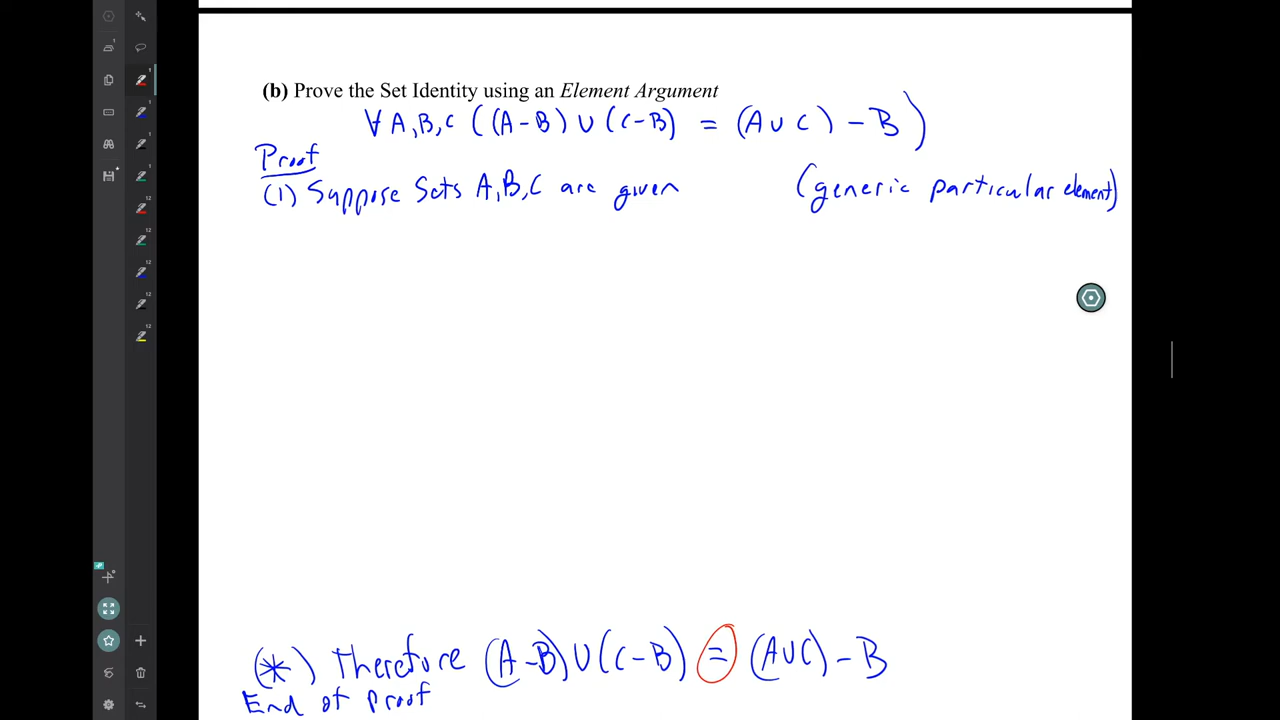 (b) Prove the Set Identity using an Element Argument
∀ A,B,C ((A-B) ∪ (C-B) = (A ∪ C) - B)
Proof
(1) Suppose Sets A,B,C are given (generic particular element)
(*) Therefore (A-B) ∪ (C-B) = (A∪C) - B
End of proof